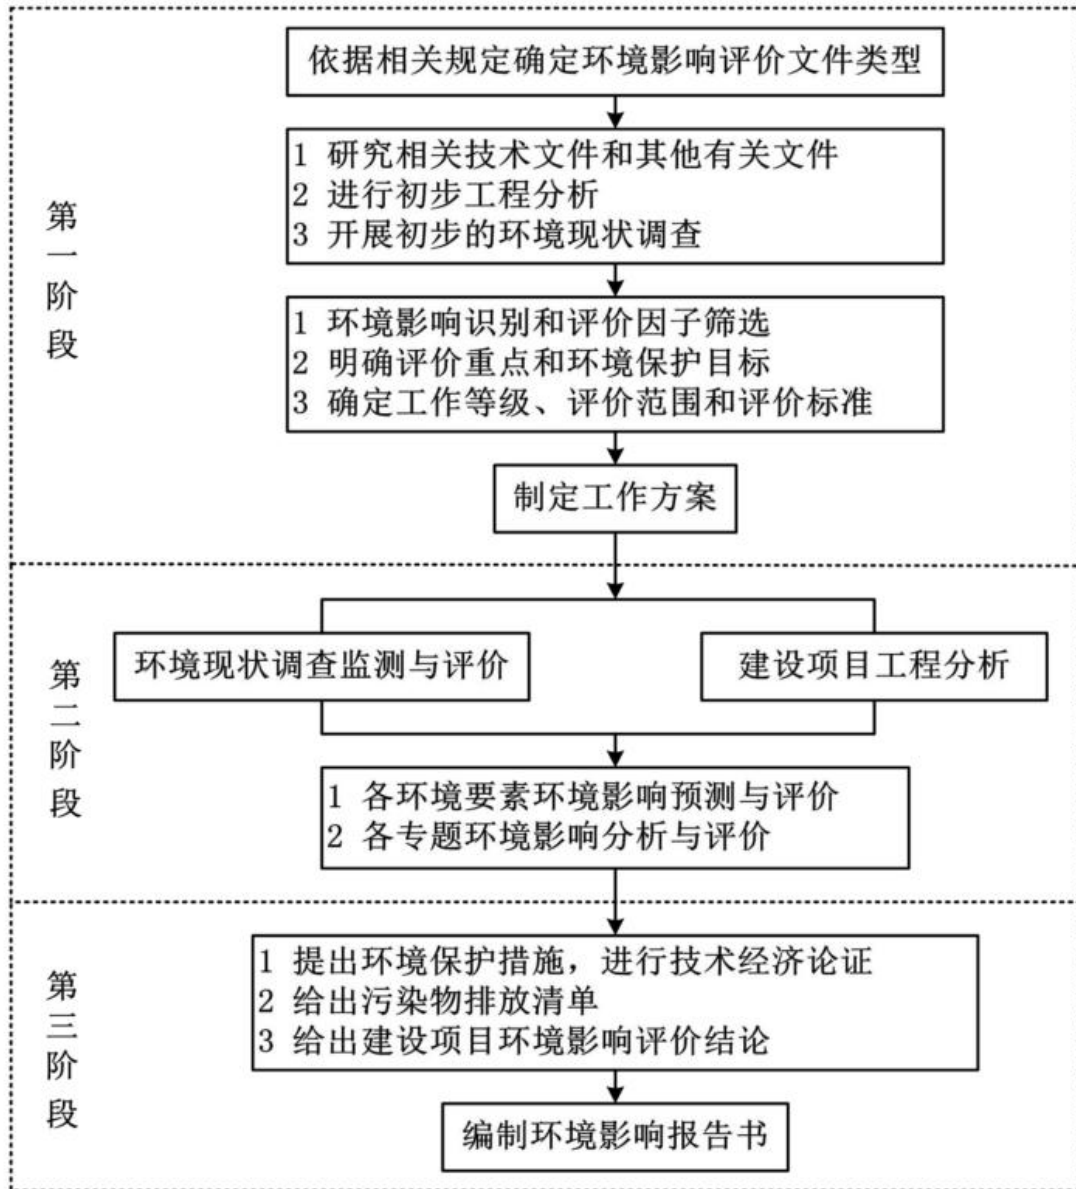 依据相关规定确定环境影响评价文件类型
1 研究相关技术文件和其他有关文件
2 进行初步工程分析
3 开展初步的环境现状调查
第一阶段
1 环境影响识别和评价因子筛选
2 明确评价重点和环境保护目标
3 确定工作等级、评价范围和评价标准
制定工作方案
第二阶段
环境现状调查监测与评价
建设项目工程分析
1 各环境要素环境影响预测与评价
2 各专题环境影响分析与评价
第三阶段
1 提出环境保护措施，进行技术经济论证
2 给出污染物排放清单
3 给出建设项目环境影响评价结论
编制环境影响报告书